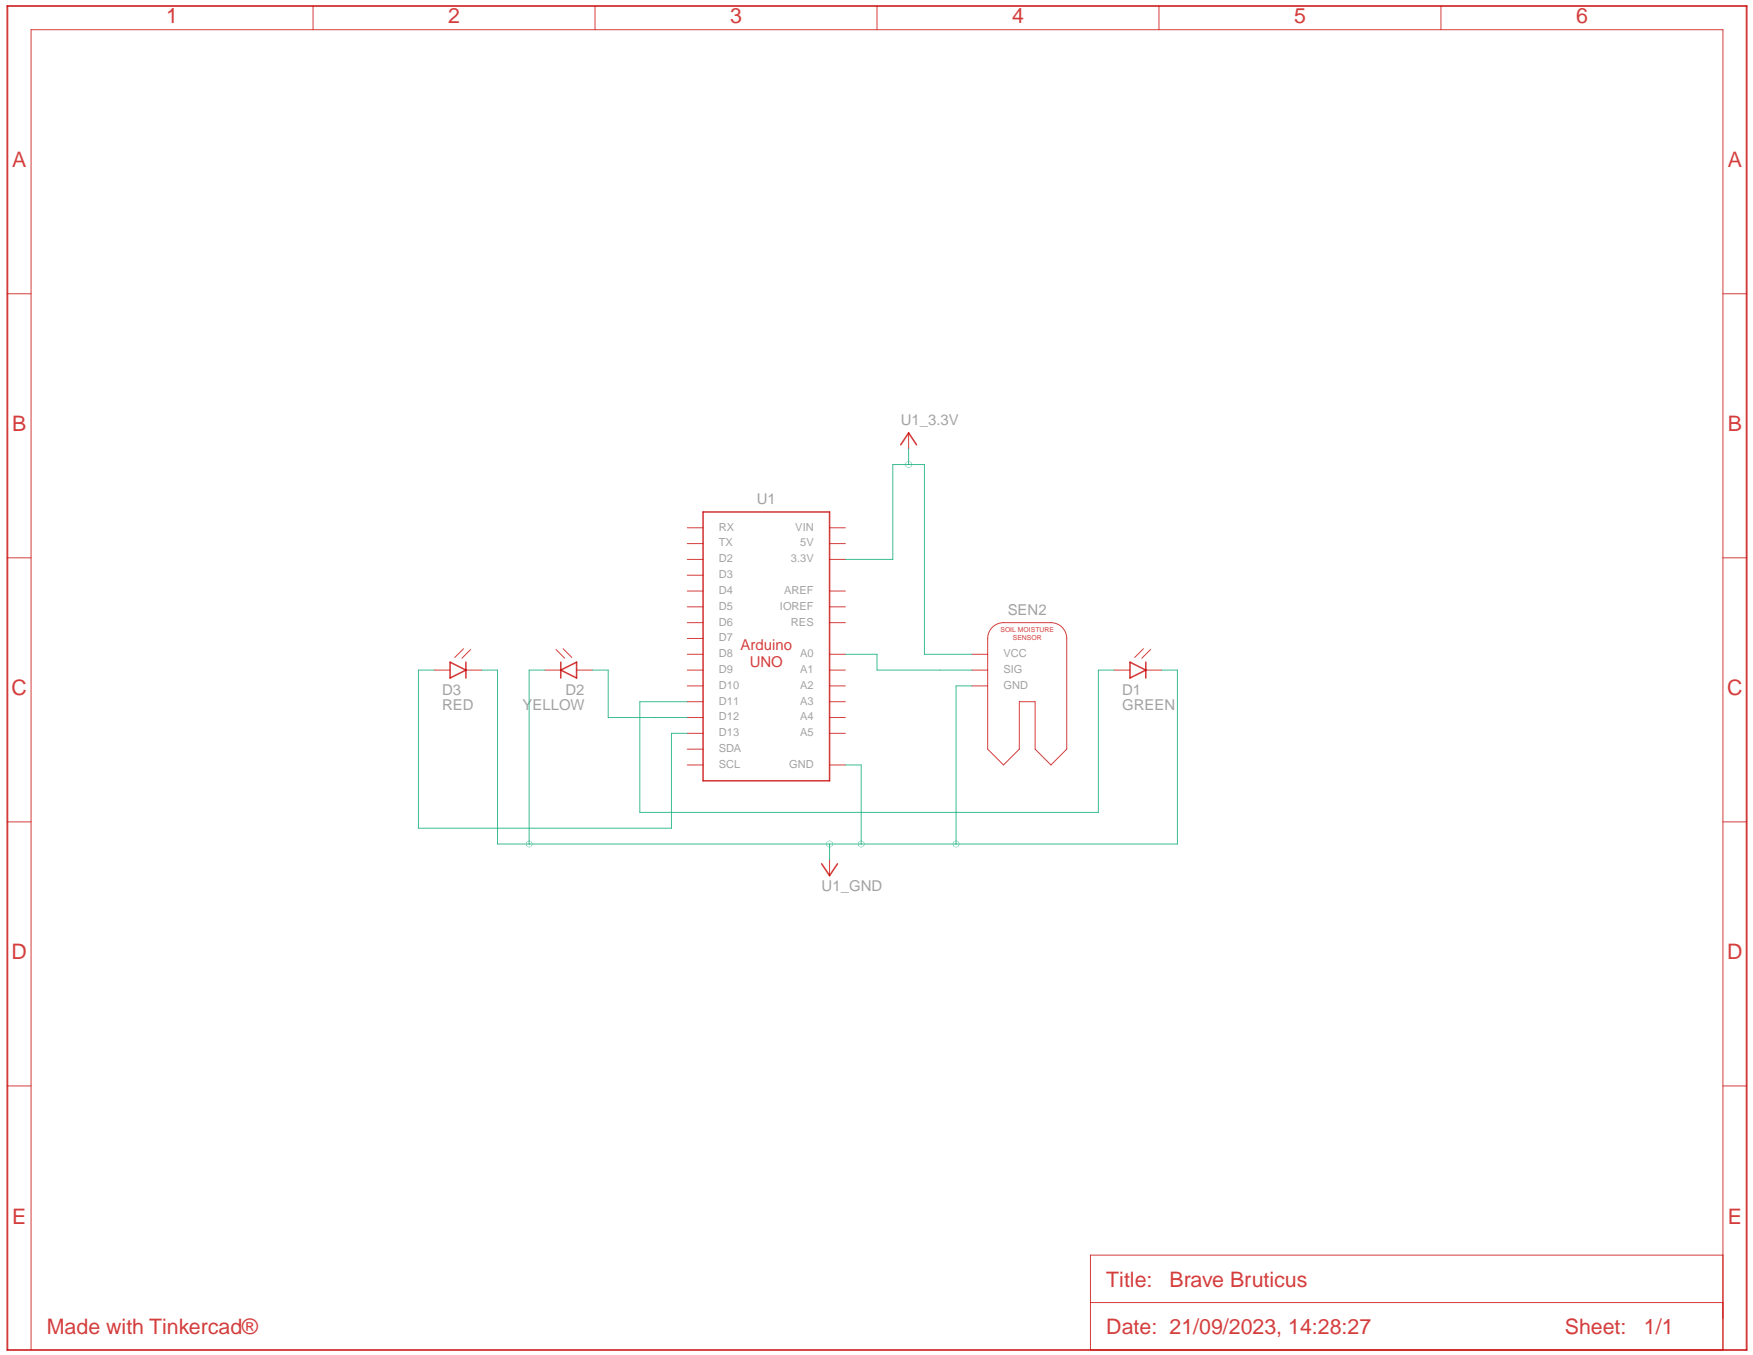 1 2 3 4 5 6
A A
B B
C C
D D
E E
U1_3.3V
U1
RX VIN
TX 5V
D2 3.3V
D3
D4 AREF
D5 IOREF
D6 RES
D7
Arduino
UNO
D8 A0
D9 A1
D10 A2
D11 A3
D12 A4
D13 A5
SDA
SCL GND
SEN2
SOIL MOISTURE
SENSOR
VCC
SIG
GND
D3
RED
D2
YELLOW
D1
GREEN
U1_GND
Title: Brave Bruticus
Made with Tinkercad®
Date: 21/09/2023, 14:28:27 Sheet: 1/1